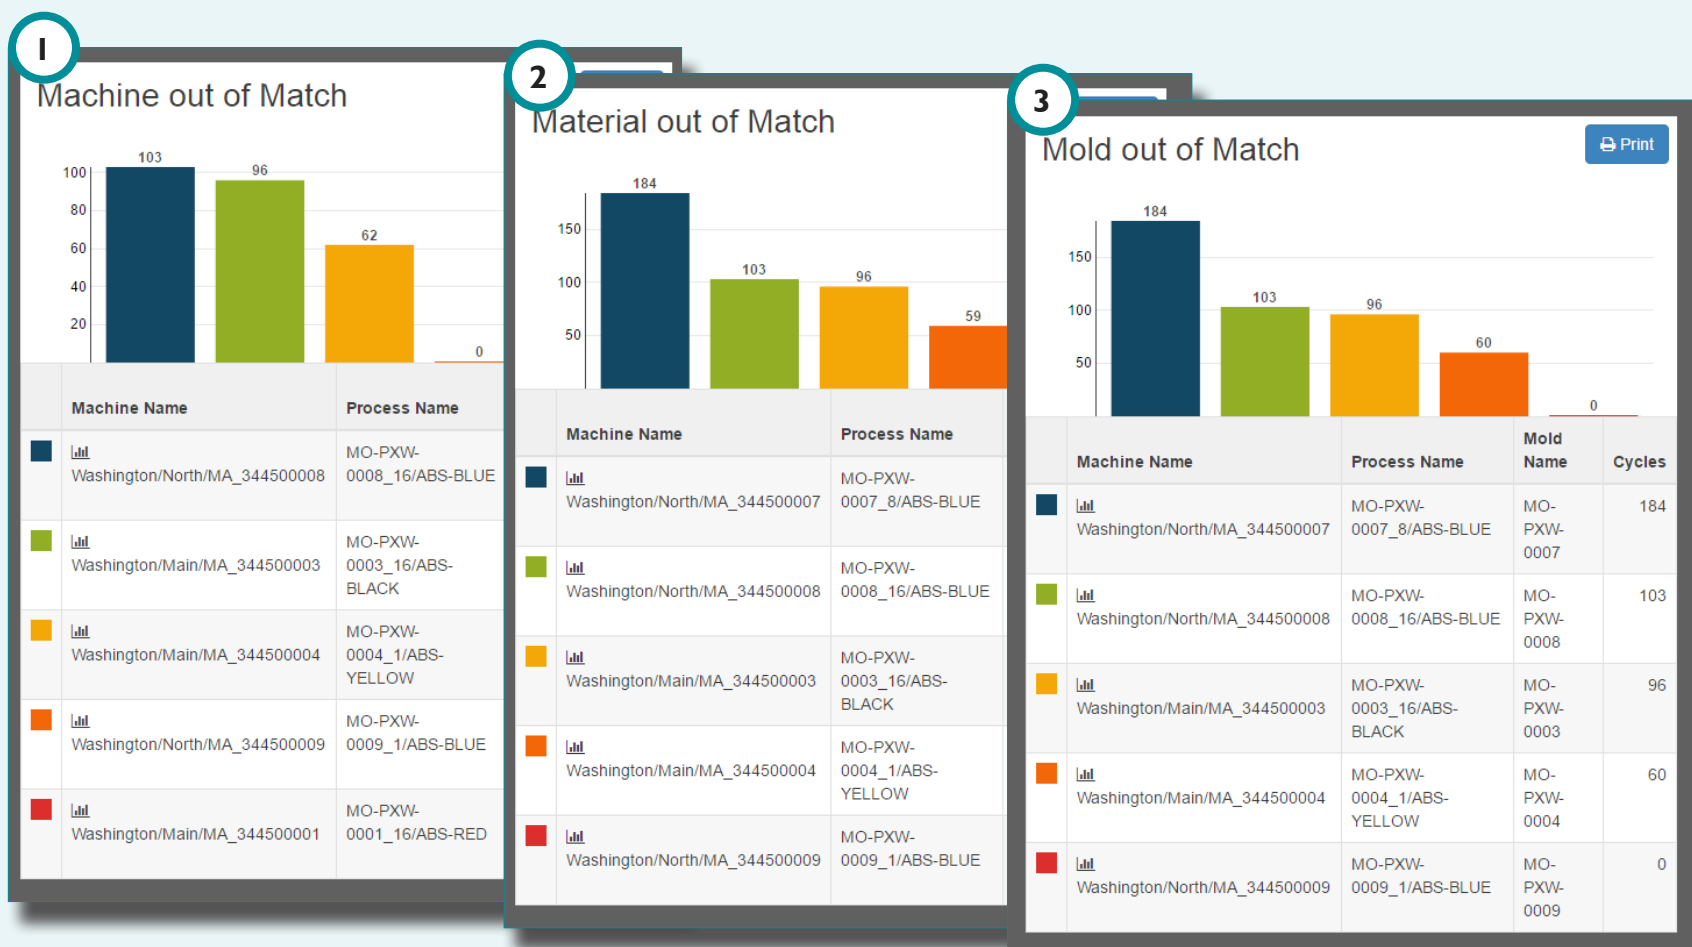 1
Machine out of Match
103
96
62
0
100
80
60
40
20
Machine Name
Process Name
Washington/North/MA_344500008
MO-PXW-
0008_16/ABS-BLUE
Washington/Main/MA_344500003
MO-PXW-
0003_16/ABS-
BLACK
Washington/Main/MA_344500004
MO-PXW-
0004_1/ABS-
YELLOW
Washington/North/MA_344500009
MO-PXW-
0009_1/ABS-BLUE
Washington/Main/MA_344500001
MO-PXW-
0001_16/ABS-RED
2
Material out of Match
184
103
96
59
150
100
50
Machine Name
Process Name
Washington/North/MA_344500007
MO-PXW-
0007_8/ABS-BLUE
Washington/North/MA_344500008
MO-PXW-
0008_16/ABS-BLUE
Washington/Main/MA_344500003
MO-PXW-
0003_16/ABS-
BLACK
Washington/Main/MA_344500004
MO-PXW-
0004_1/ABS-
YELLOW
Washington/North/MA_344500009
MO-PXW-
0009_1/ABS-BLUE
3
Mold out of Match
Print
184
103
96
60
0
150
100
50
Machine Name
Process Name
Mold
Name
Cycles
Washington/North/MA_344500007
MO-PXW-
0007_8/ABS-BLUE
MO-
PXW-
0007
184
Washington/North/MA_344500008
MO-PXW-
0008_16/ABS-BLUE
MO-
PXW-
0008
103
Washington/Main/MA_344500003
MO-PXW-
0003_16/ABS-
BLACK
MO-
PXW-
0003
96
Washington/Main/MA_344500004
MO-PXW-
0004_1/ABS-
YELLOW
MO-
PXW-
0004
60
Washington/North/MA_344500009
MO-PXW-
0009_1/ABS-BLUE
MO-
PXW-
0009
0